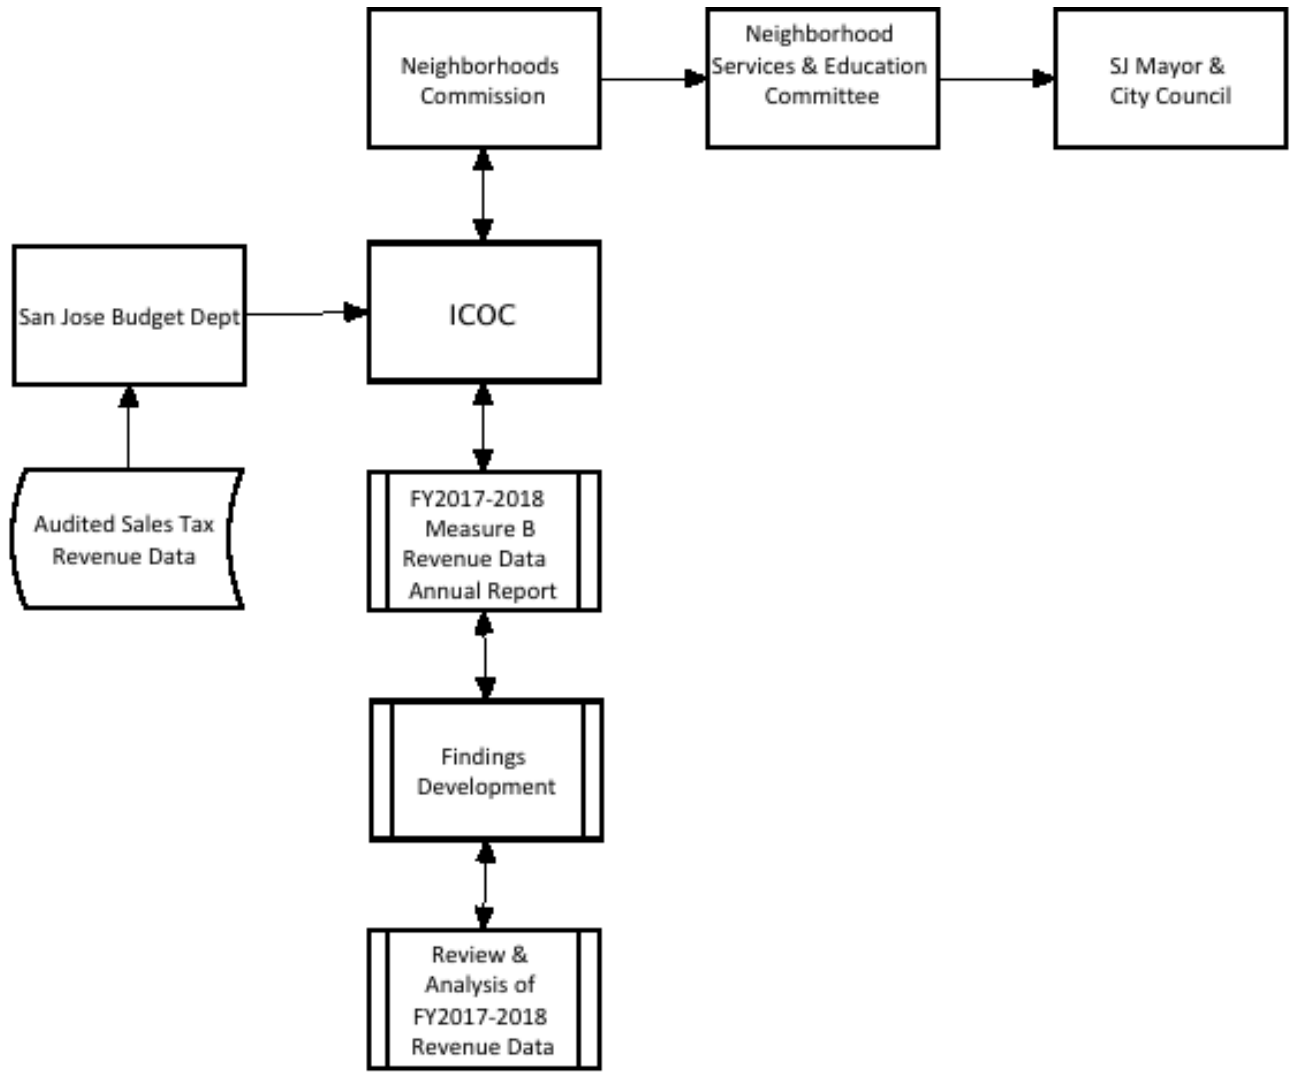 Neighborhoods
Commission
Neighborhood
Services & Education
Committee
SJ Mayor &
City Council
San Jose Budget Dept
ICOC
Audited Sales Tax
Revenue Data
FY2017-2018
Measure B
Revenue Data
Annual Report
Findings
Development
Review &
Analysis of
FY2017-2018
Revenue Data